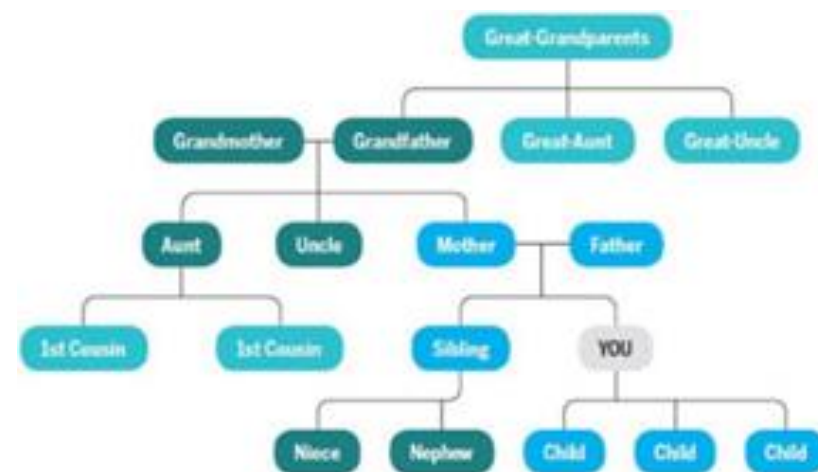 Great-Grandparents
Grandmother
Grandfather
Great-Aunt
Great-Uncle
Aunt
Uncle
Mother
Father
1st Cousin
1st Cousin
Sibling
YOU
Niece
Nephew
Child
Child
Child